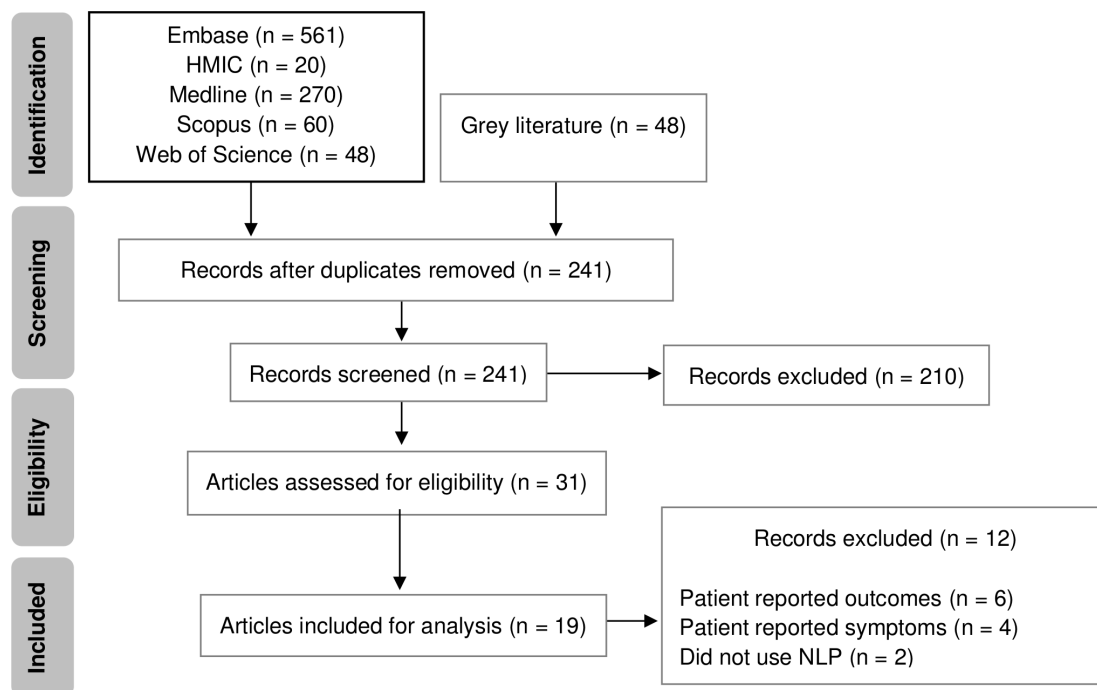 Identification
Embase (n = 561)
HMIC (n = 20)
Medline (n = 270)
Scopus (n = 60)
Web of Science (n = 48)
Grey literature (n = 48)
Screening
Records after duplicates removed (n = 241)
Records screened (n = 241)
Records excluded (n = 210)
Eligibility
Articles assessed for eligibility (n = 31)
Included
Articles included for analysis (n = 19)
Records excluded (n = 12)
Patient reported outcomes (n = 6)
Patient reported symptoms (n = 4)
Did not use NLP (n = 2)